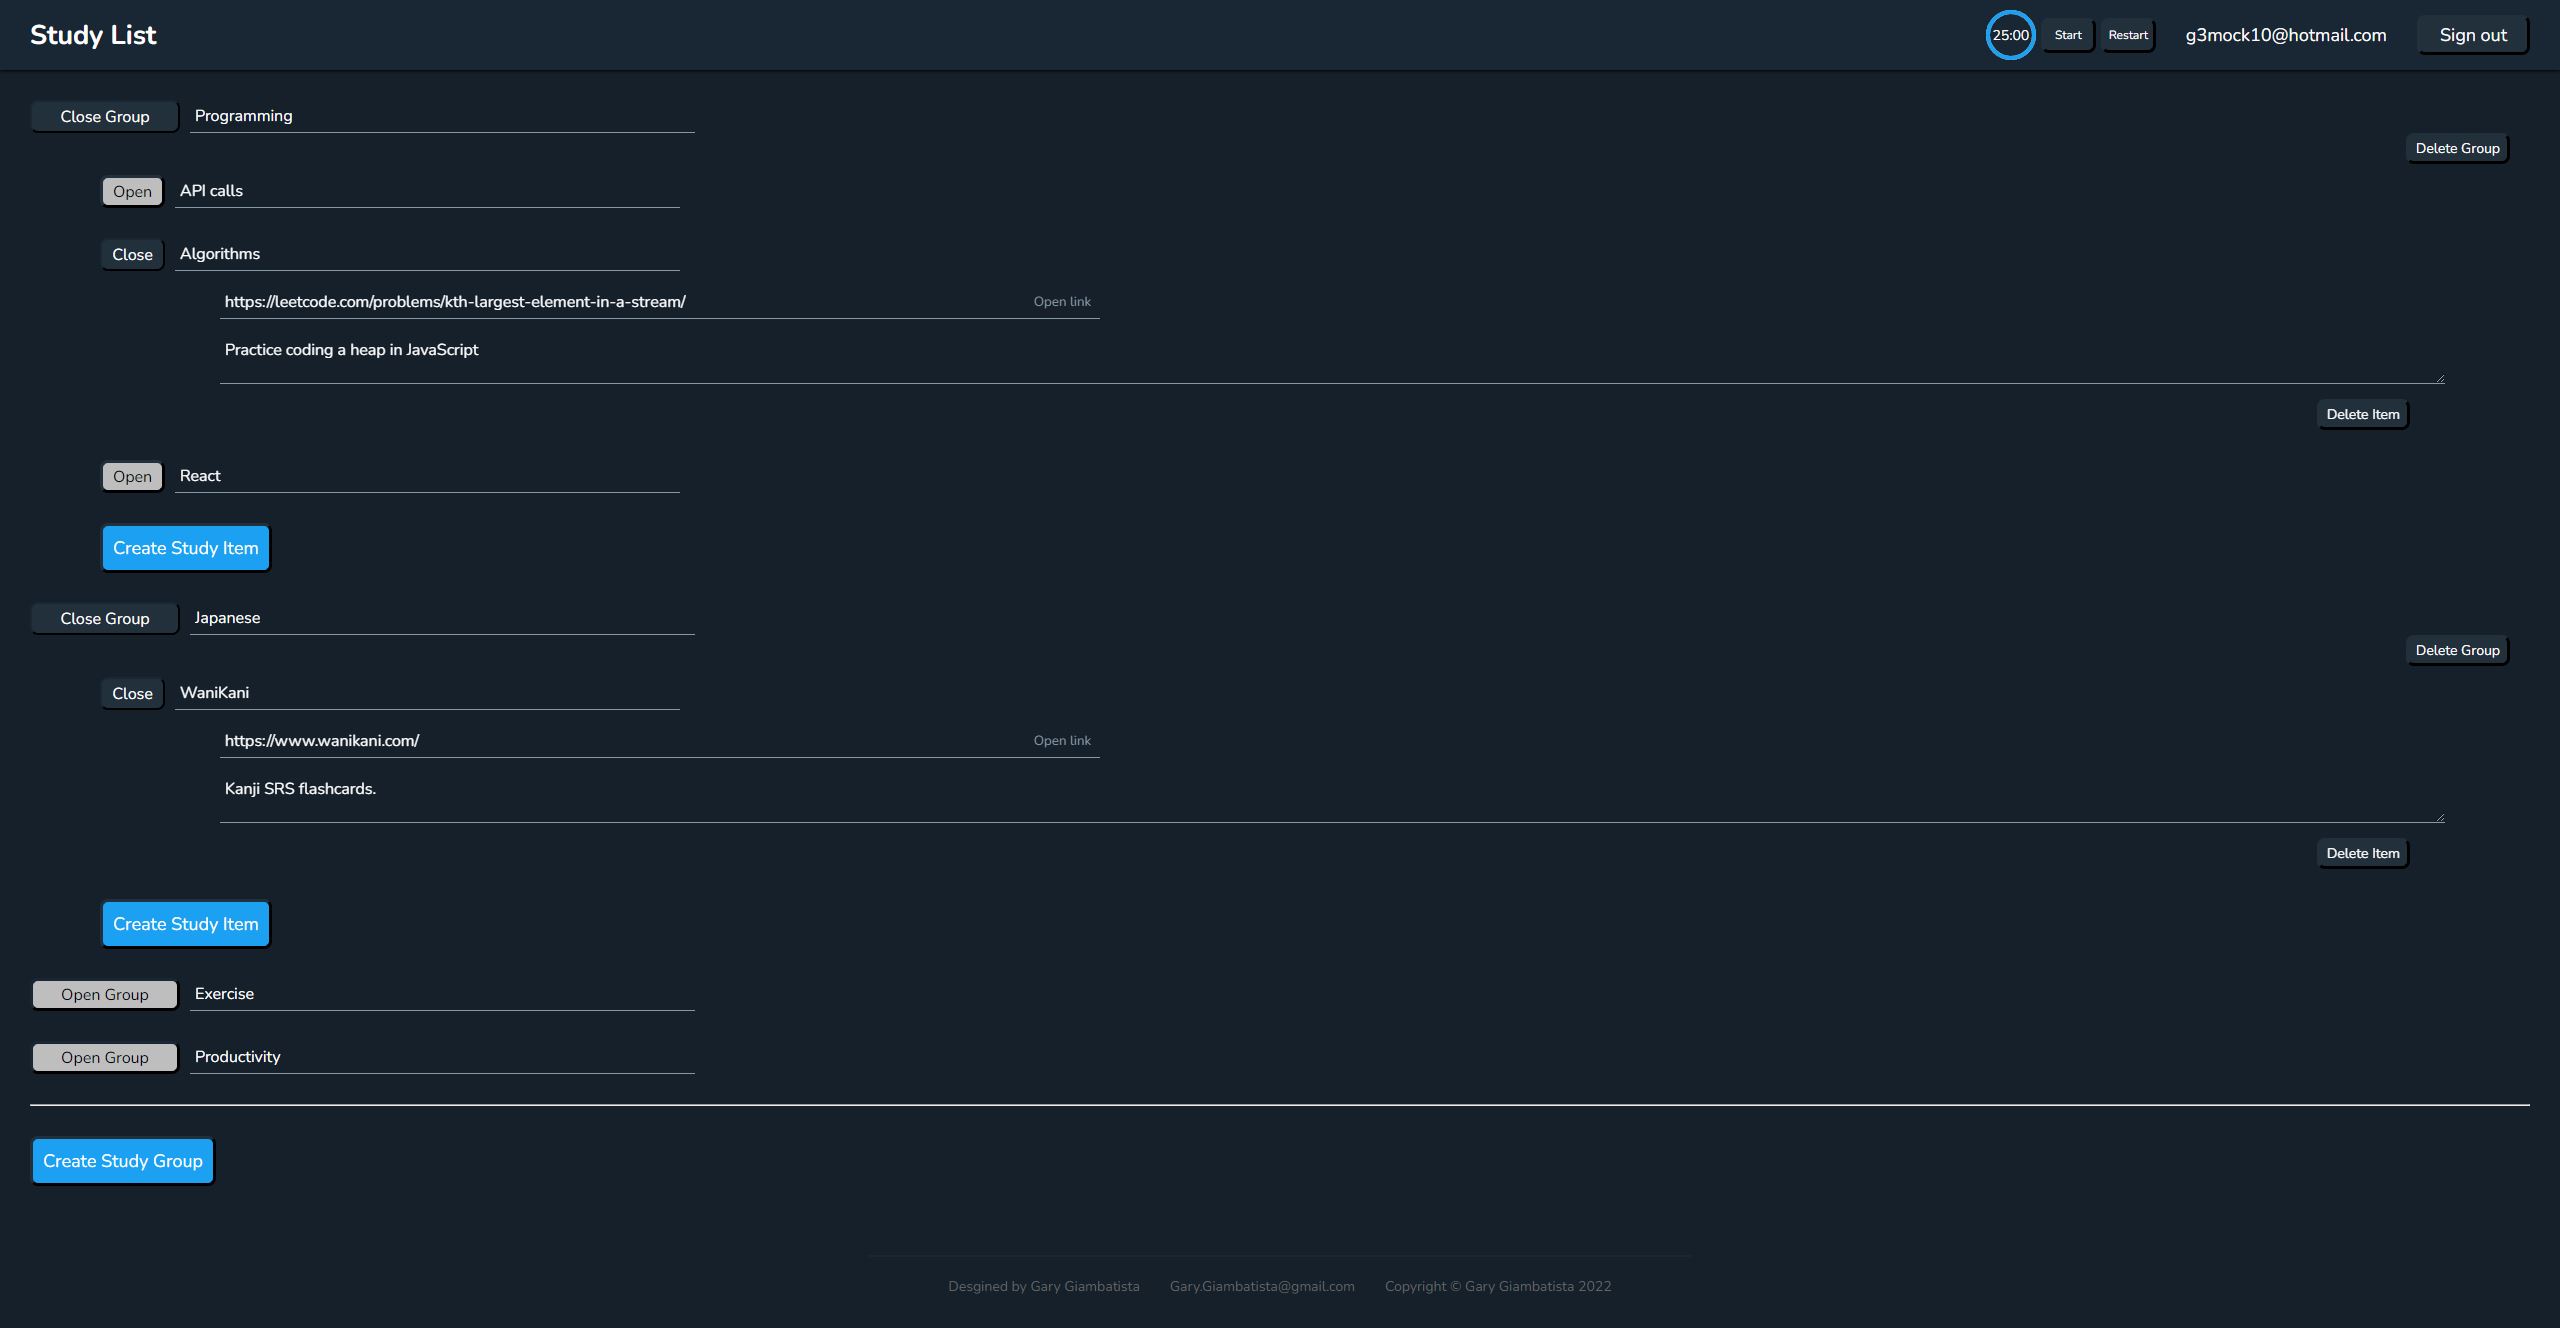 Study List
25:00 Start Restart g3mock10@hotmail.com Sign out
Close Group Programming
Delete Group
Open API calls
Close Algorithms
https://leetcode.com/problems/kth-largest-element-in-a-stream/ Open link
Practice coding a heap in JavaScript
Delete Item
Open React
Create Study Item
Close Group Japanese
Delete Group
Close WaniKani
https://www.wanikani.com/ Open link
Kanji SRS flashcards.
Delete Item
Create Study Item
Open Group Exercise
Open Group Productivity
Create Study Group
Desgined by Gary Giambatista Gary.Giambatista@gmail.com Copyright © Gary Giambatista 2022